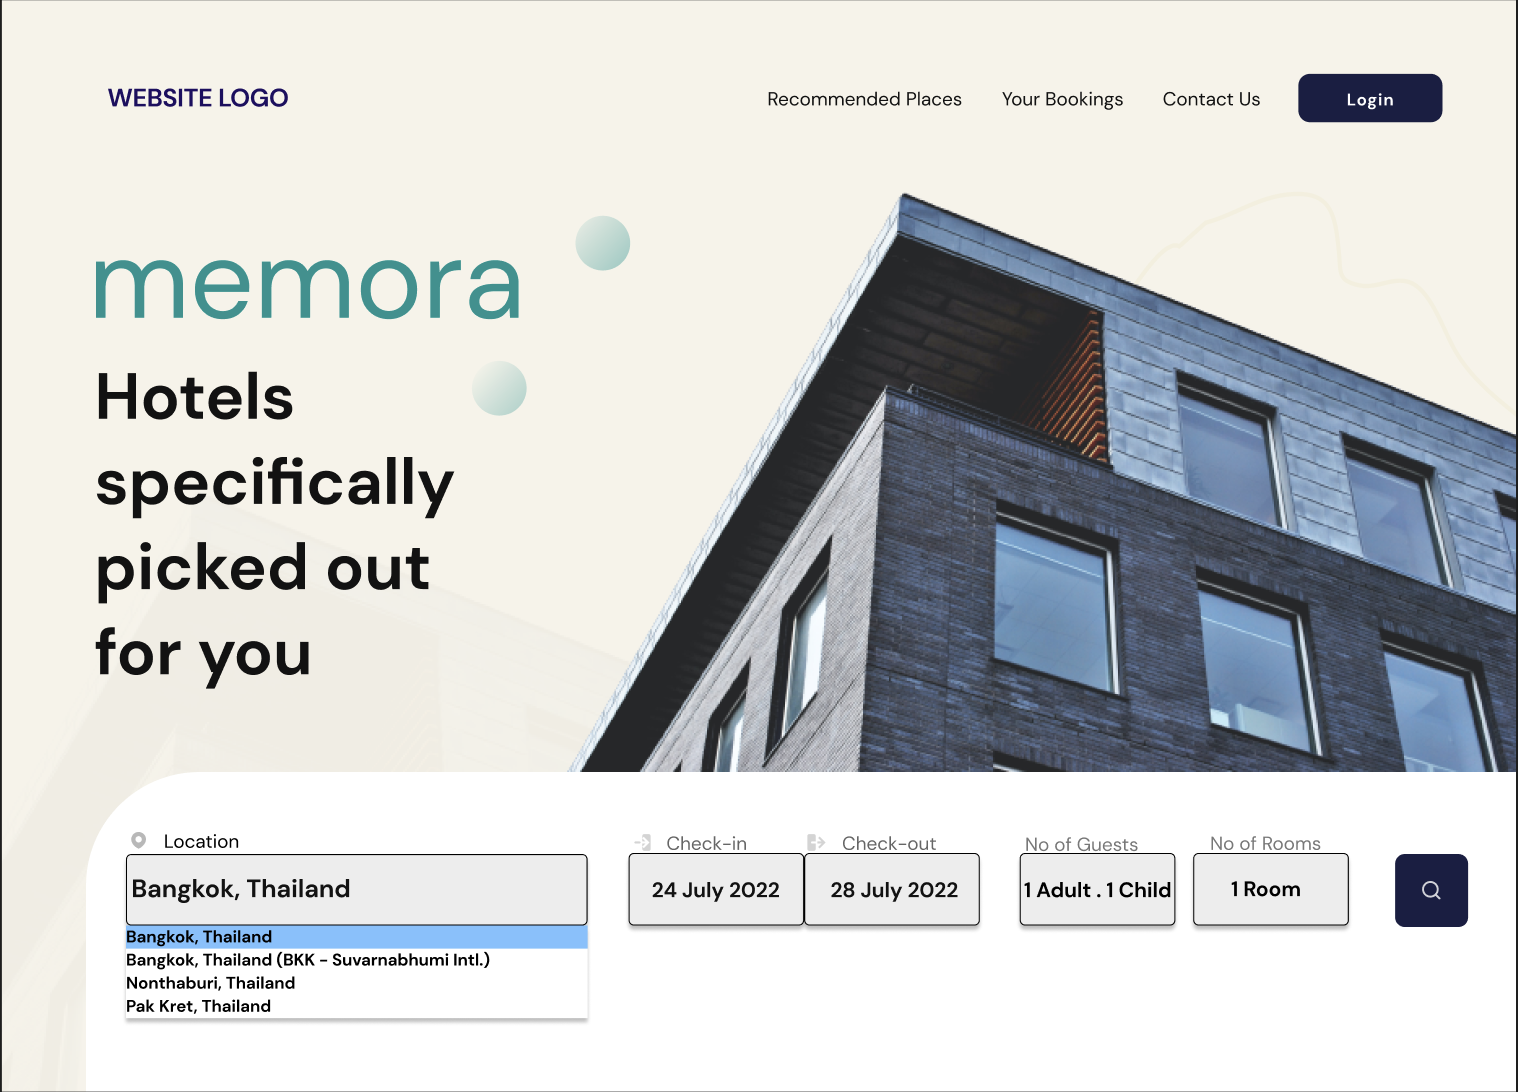 WEBSITE LOGO
Recommended Places
Your Bookings
Contact Us
Login
memora
Hotels
specifically
picked out
for you
Location
Check-in
Check-out
No of Guests
No of Rooms
Bangkok, Thailand
24 July 2022
28 July 2022
1 Adult . 1 Child
1 Room
Bangkok, Thailand
Bangkok, Thailand (BKK - Suvarnabhumi Intl.)
Nonthaburi, Thailand
Pak Kret, Thailand